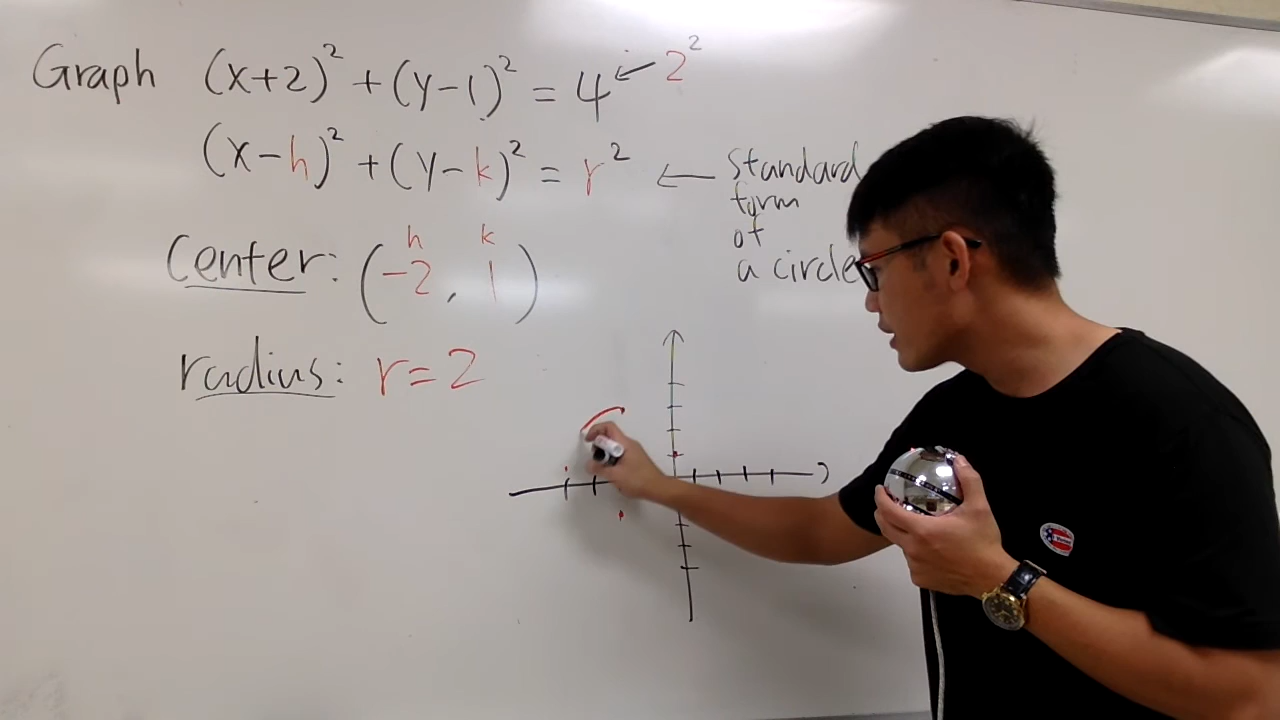 Graph (x+2)² + (y-1)² = 4 ← 2²
(x-h)² + (y-k)² = r² ← standard
form
of
a circle
h k
Center: (-2, 1)
radius: r=2